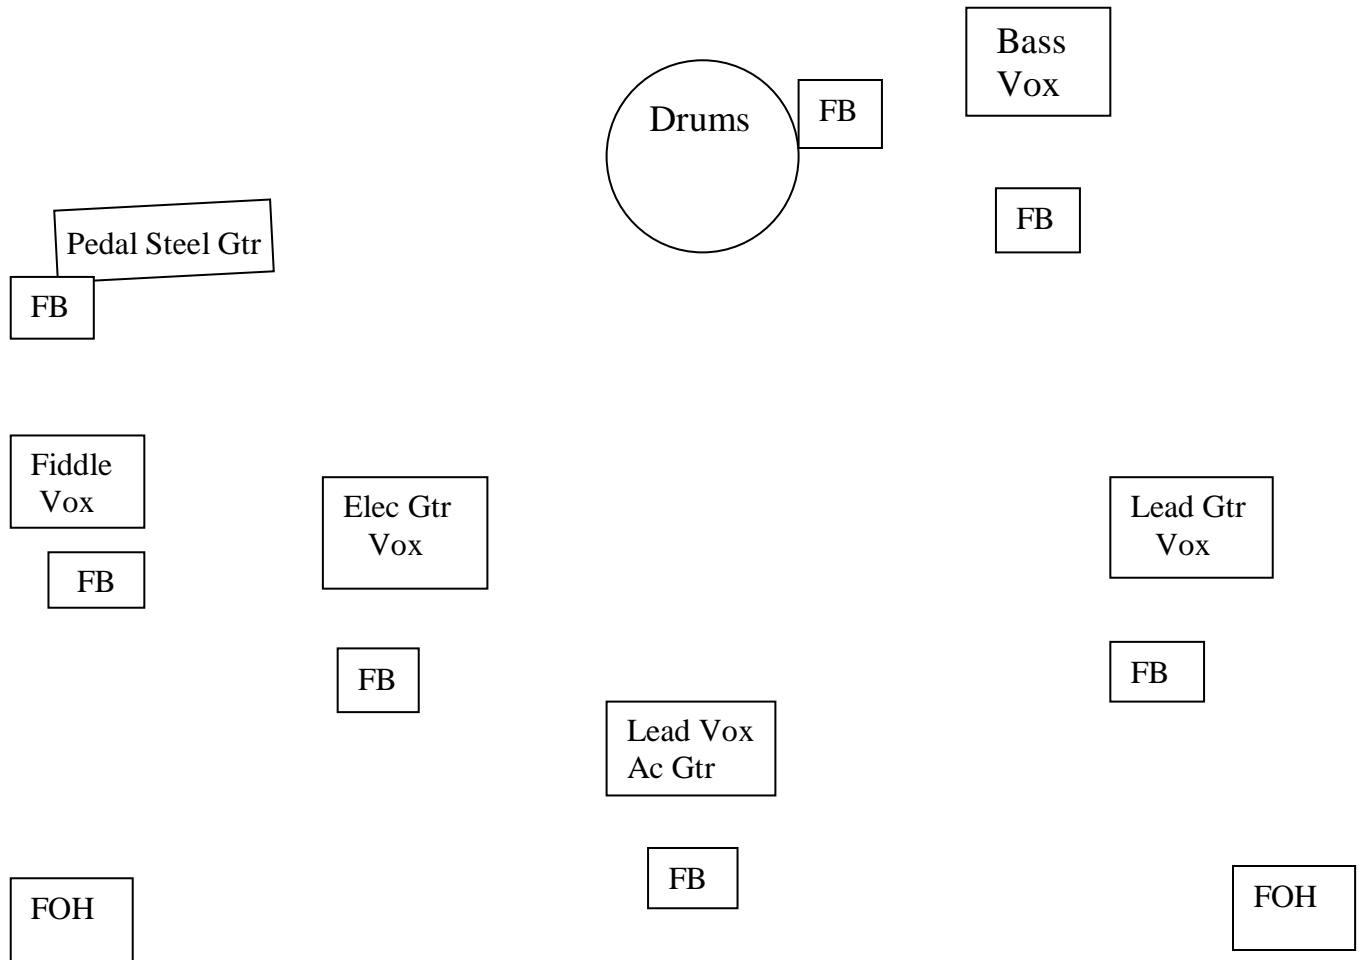 Bass
Vox
Drums
FB
FB
Pedal Steel Gtr
FB
Fiddle
Vox
FB
Elec Gtr
Vox
FB
Lead Gtr
Vox
FB
Lead Vox
Ac Gtr
FB
FOH
FOH